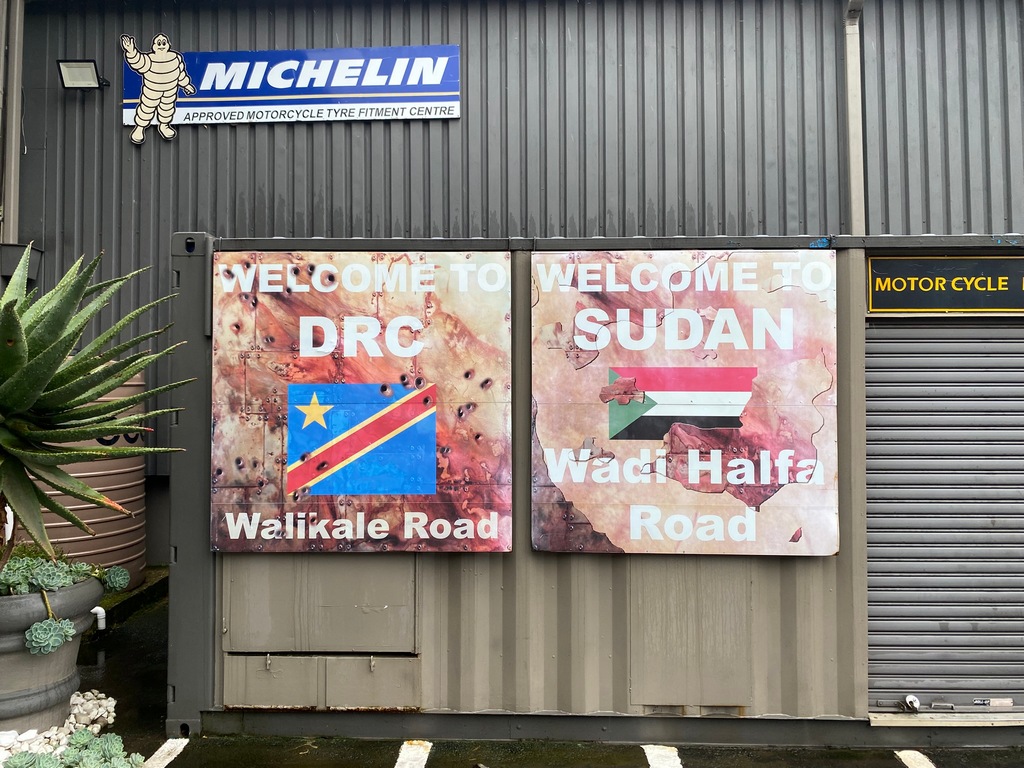 MICHELIN
APPROVED MOTORCYCLE TYRE FITMENT CENTRE
WELCOME TO
DRC
Walikale Road
WELCOME TO
SUDAN
Wadi Halfa
Road
MOTOR CYCLE